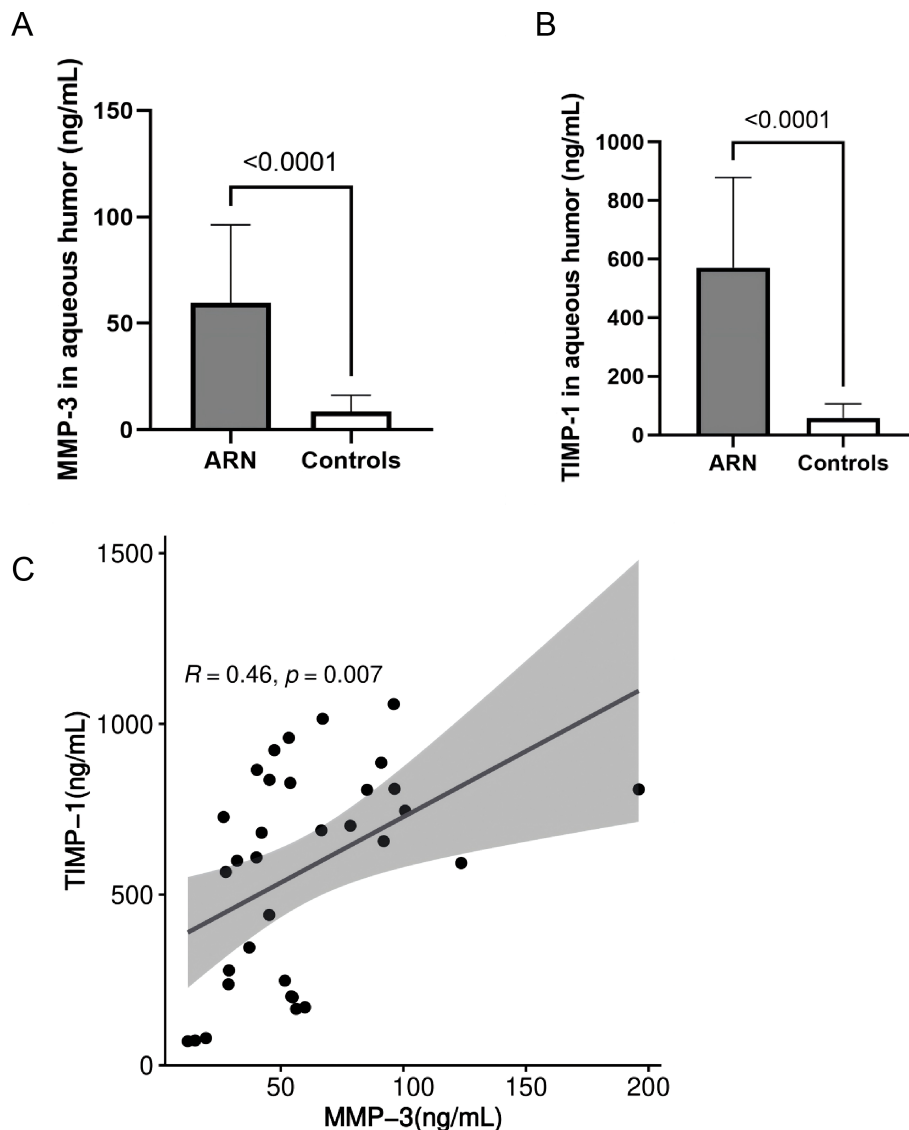 A
MMP-3 in aqueous humor (ng/mL)
150
100
50
0
<0.0001
ARN
Controls
B
TIMP-1 in aqueous humor (ng/mL)
1000
800
600
400
200
0
<0.0001
ARN
Controls
C
TIMP−1(ng/mL)
1500
1000
500
0
R = 0.46, p = 0.007
50
100
150
200
MMP−3(ng/mL)